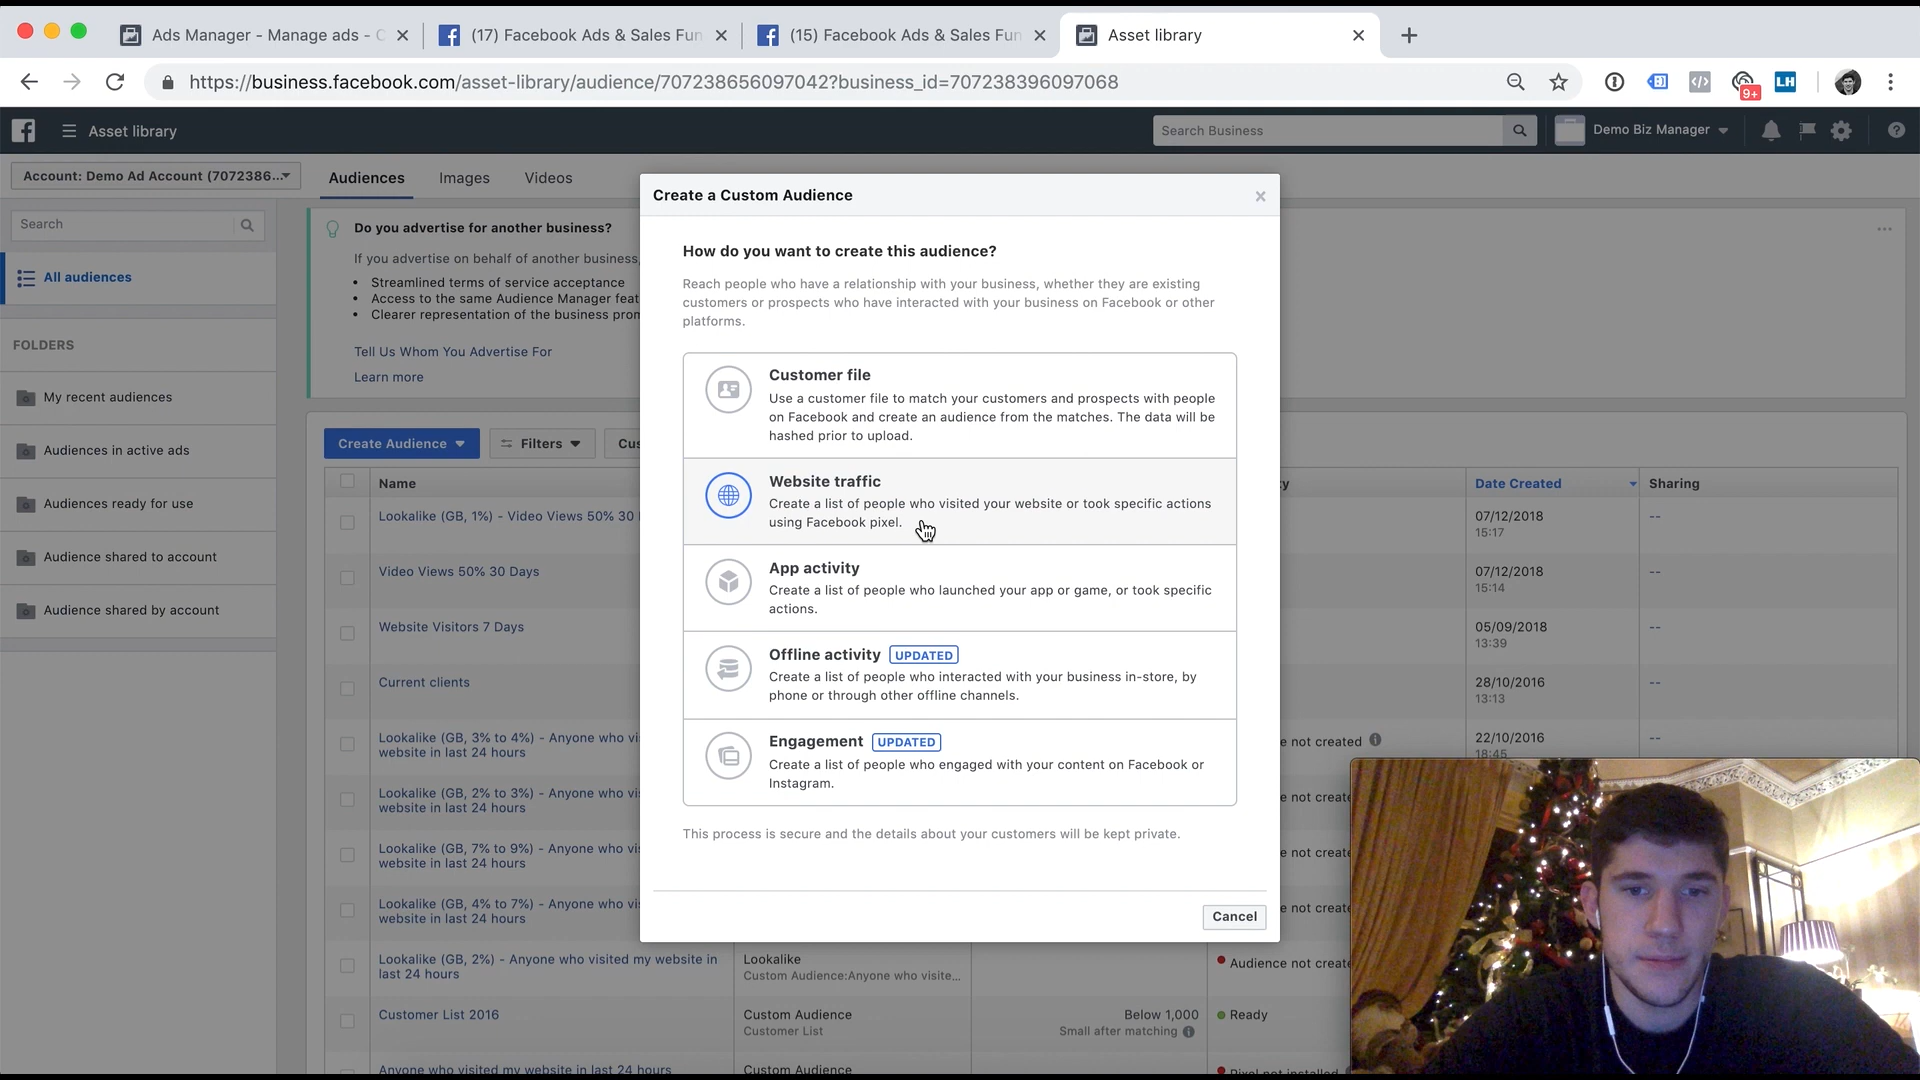 Ads Manager - Manage ads - C
(17) Facebook Ads & Sales Fun
(15) Facebook Ads & Sales Fun
Asset library
https://business.facebook.com/asset-library/audience/707238656097042?business_id=707238396097068
9+
LH
Asset library
Search Business
Demo Biz Manager
Account: Demo Ad Account (7072386...
Audiences
Images
Videos
Search
All audiences
FOLDERS
My recent audiences
Audiences in active ads
Audiences ready for use
Audience shared to account
Audience shared by account
Do you advertise for another business?
If you advertise on behalf of another business,
• Streamlined terms of service acceptance
• Access to the same Audience Manager feat
• Clearer representation of the business pron
Tell Us Whom You Advertise For
Learn more
Create Audience
Filters
Cus
Name
Date Created
Sharing
Lookalike (GB, 1%) - Video Views 50% 30
07/12/2018
15:17
--
Video Views 50% 30 Days
07/12/2018
15:14
--
Website Visitors 7 Days
05/09/2018
13:39
--
Current clients
28/10/2016
13:13
--
Lookalike (GB, 3% to 4%) - Anyone who vi
website in last 24 hours
e not created
22/10/2016
18:45
--
Lookalike (GB, 2% to 3%) - Anyone who vi
website in last 24 hours
e not create
Lookalike (GB, 7% to 9%) - Anyone who vi
website in last 24 hours
e not create
Lookalike (GB, 4% to 7%) - Anyone who vi
website in last 24 hours
e not create
Lookalike (GB, 2%) - Anyone who visited my website in
last 24 hours
Lookalike
Custom Audience:Anyone who visite...
Audience not create
Customer List 2016
Custom Audience
Customer List
Below 1,000
Small after matching
Ready
Anyone who visited my website in last 24 hours
Custom Audience
Pixel not installed
Create a Custom Audience
How do you want to create this audience?
Reach people who have a relationship with your business, whether they are existing
customers or prospects who have interacted with your business on Facebook or other
platforms.
Customer file
Use a customer file to match your customers and prospects with people
on Facebook and create an audience from the matches. The data will be
hashed prior to upload.
Website traffic
Create a list of people who visited your website or took specific actions
using Facebook pixel.
App activity
Create a list of people who launched your app or game, or took specific
actions.
Offline activity UPDATED
Create a list of people who interacted with your business in-store, by
phone or through other offline channels.
Engagement UPDATED
Create a list of people who engaged with your content on Facebook or
Instagram.
This process is secure and the details about your customers will be kept private.
Cancel